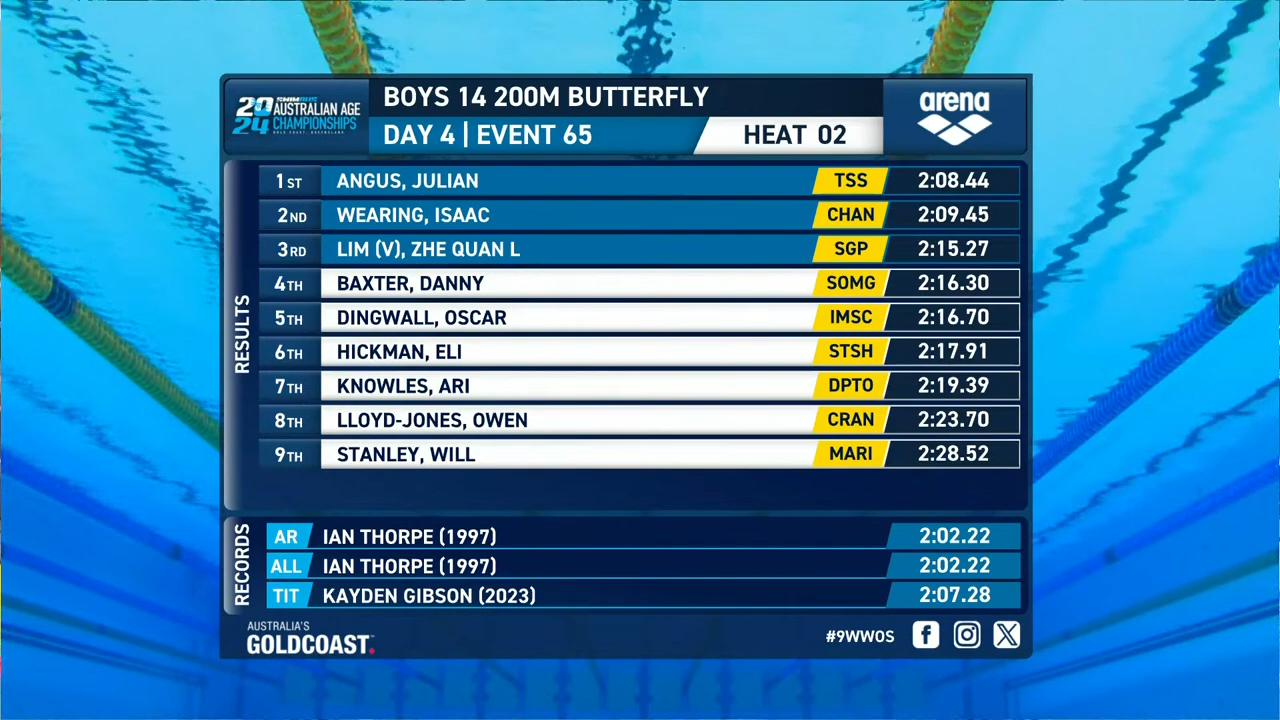 2024 SWIMMING AUSTRALIAN AGE CHAMPIONSHIPS
GOLD COAST, QUEENSLAND
BOYS 14 200M BUTTERFLY
DAY 4 | EVENT 65
HEAT 02
arena
RESULTS
1ST ANGUS, JULIAN TSS 2:08.44
2ND WEARING, ISAAC CHAN 2:09.45
3RD LIM (V), ZHE QUAN L SGP 2:15.27
4TH BAXTER, DANNY SOMG 2:16.30
5TH DINGWALL, OSCAR IMSC 2:16.70
6TH HICKMAN, ELI STSH 2:17.91
7TH KNOWLES, ARI DPTO 2:19.39
8TH LLOYD-JONES, OWEN CRAN 2:23.70
9TH STANLEY, WILL MARI 2:28.52
RECORDS
AR IAN THORPE (1997) 2:02.22
ALL IAN THORPE (1997) 2:02.22
TIT KAYDEN GIBSON (2023) 2:07.28
AUSTRALIA'S
GOLDCOAST.
#9WWOS